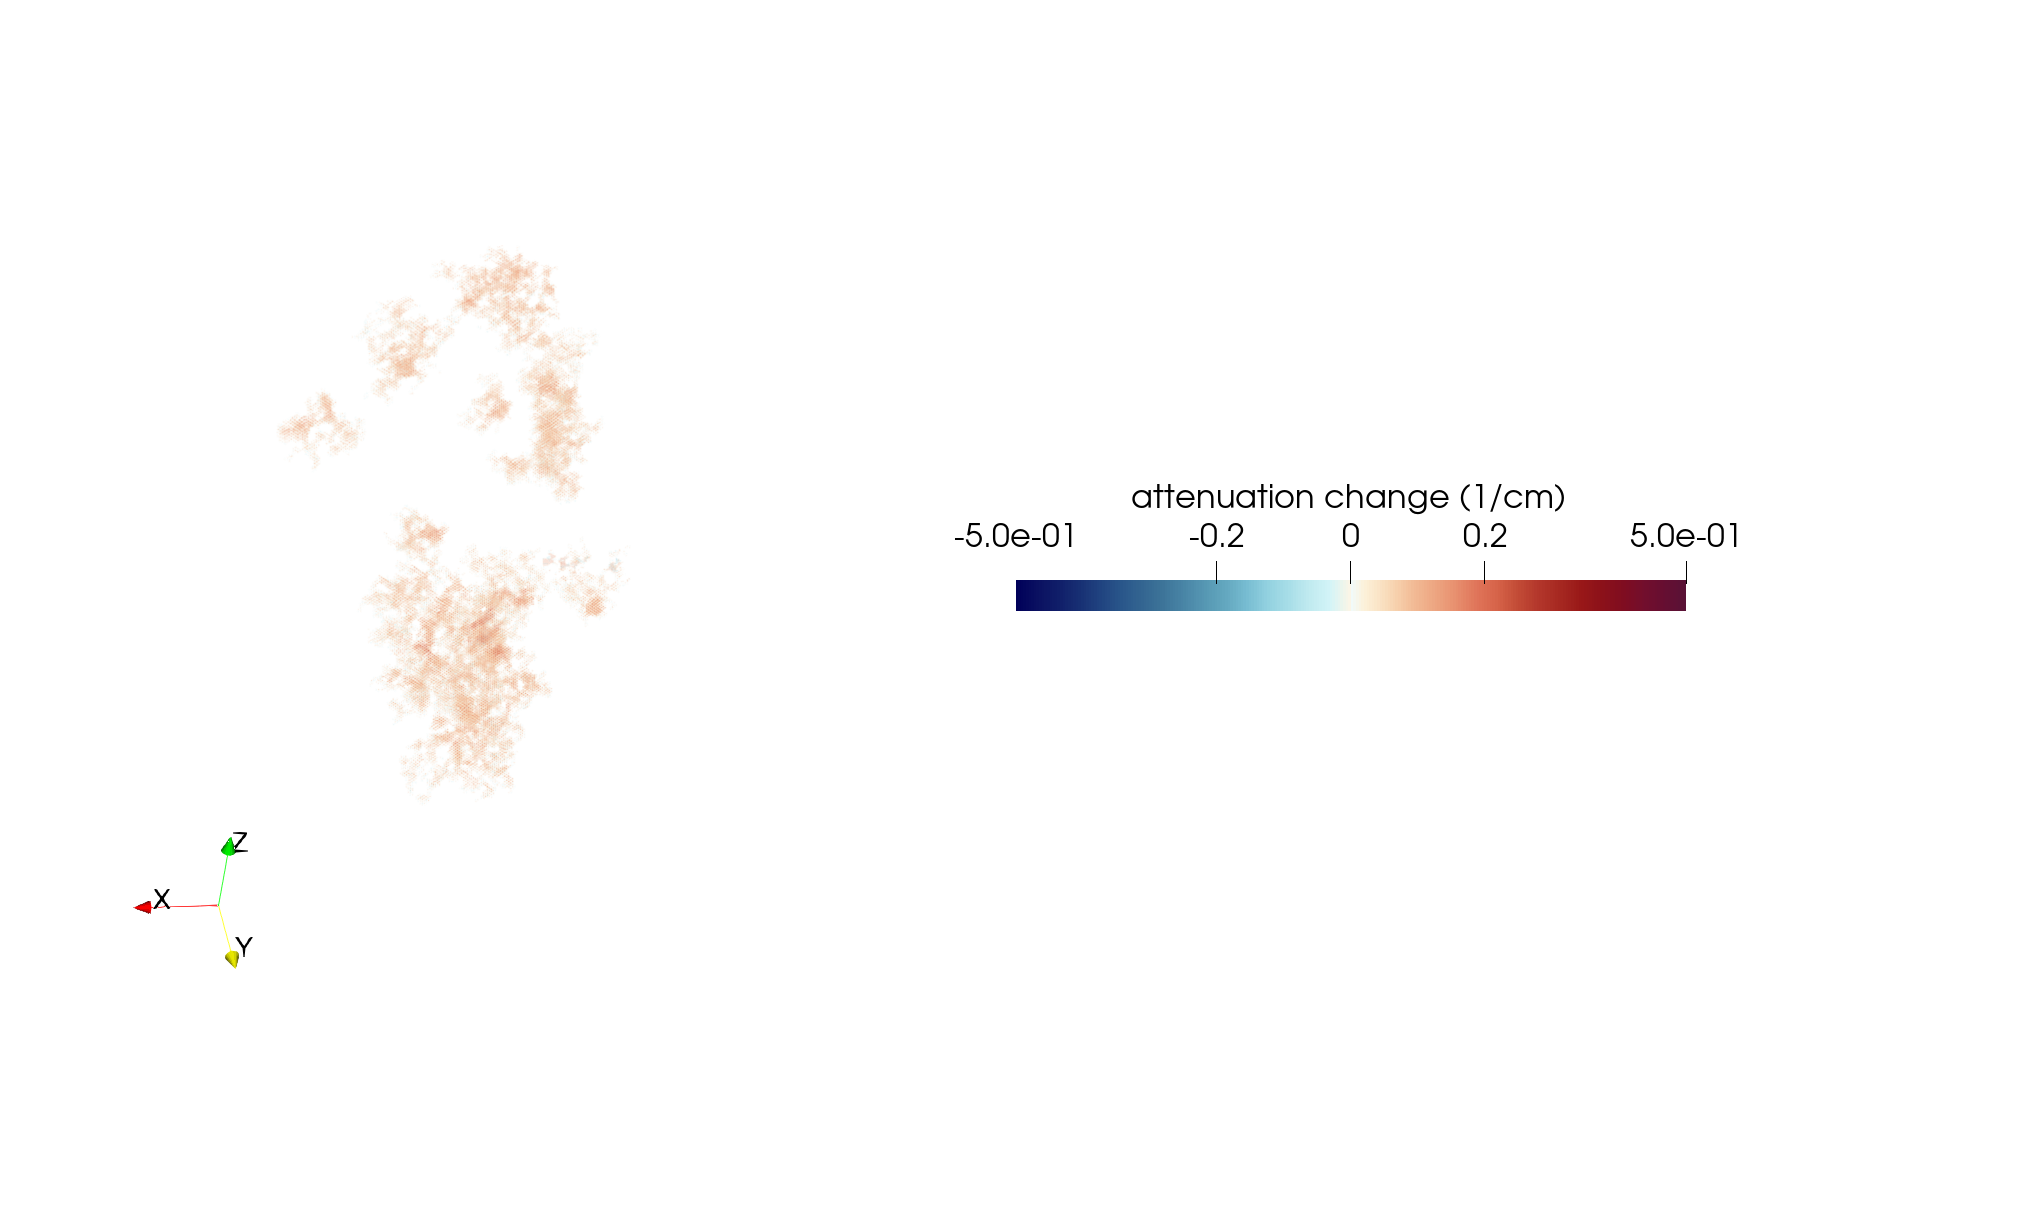 attenuation change (1/cm)
-5.0e-01 -0.2 0 0.2 5.0e-01
Z
X
Y